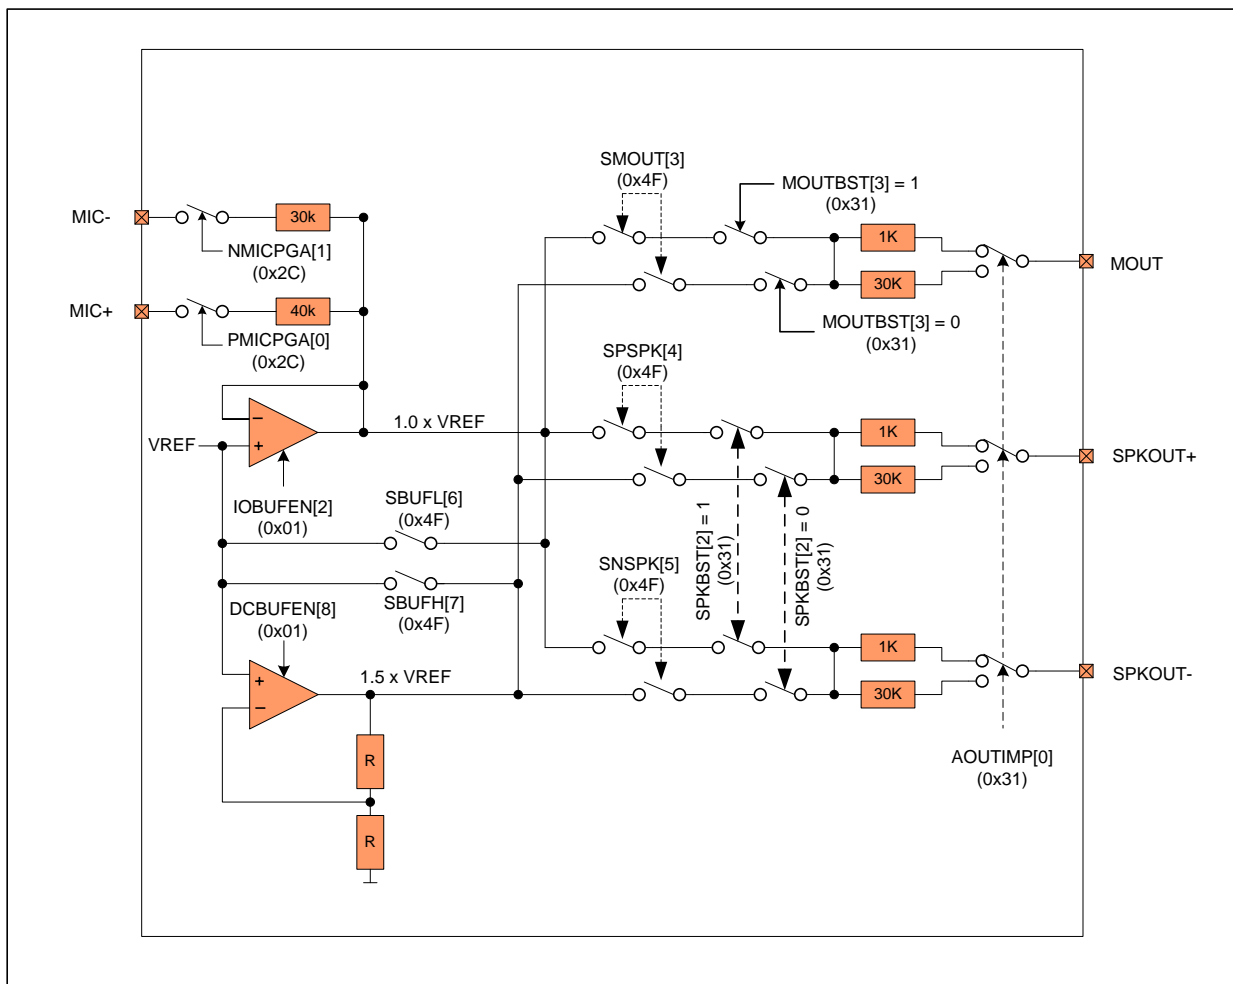 SMOUT[3]
(0x4F)
MOUTBST[3] = 1
(0x31)
MIC-
30k
NMICPGA[1]
(0x2C)
1K
MOUT
30K
MIC+
40k
PMICPGA[0]
(0x2C)
MOUTBST[3] = 0
(0x31)
SPSPK[4]
(0x4F)
1.0 x VREF
1K
VREF
−
+
SPKOUT+
30K
IOBUFEN[2]
(0x01)
SBUFL[6]
(0x4F)
SPKBST[2] = 1
(0x31)
SPKBST[2] = 0
(0x31)
SNSPK[5]
(0x4F)
SBUFH[7]
(0x4F)
DCBUFEN[8]
(0x01)
1K
1.5 x VREF
+
−
SPKOUT-
30K
R
AOUTIMP[0]
(0x31)
R